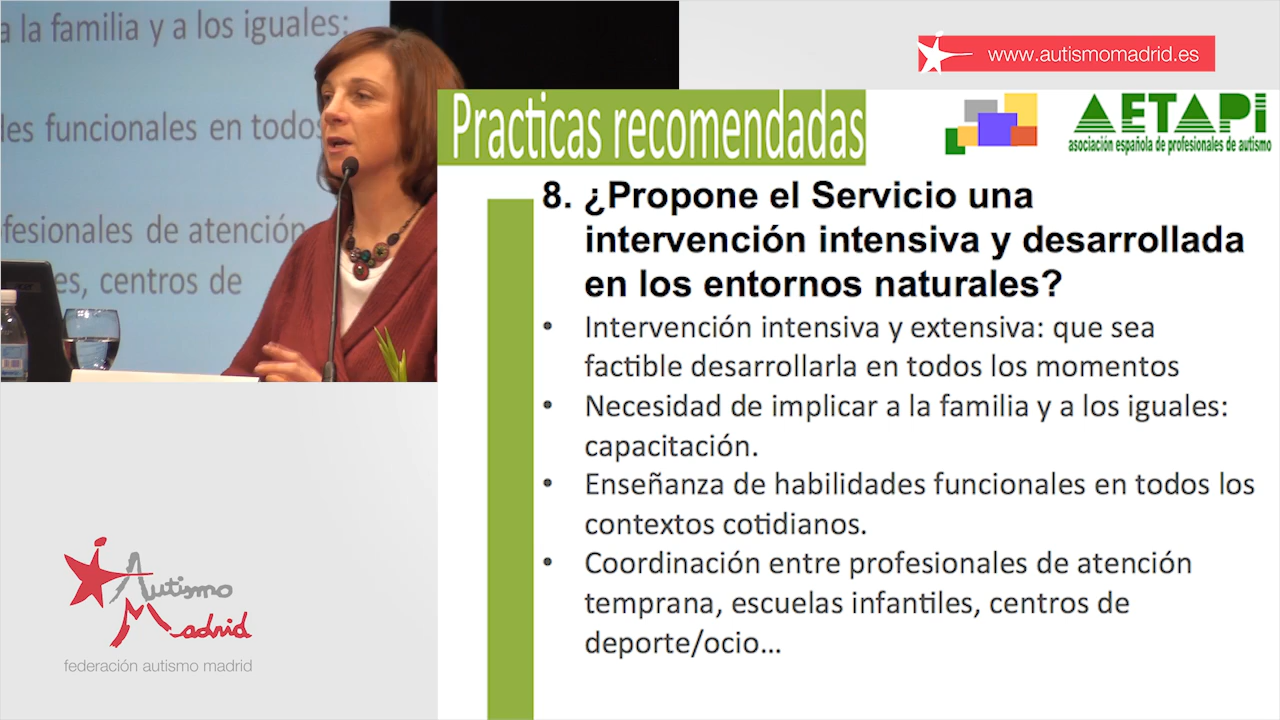 a la familia y a los iguales:
des funcionales en todos
ofesionales de atención
es, centros de
www.autismomadrid.es
Practicas recomendadas
AETAPI
asociación española de profesionales de autismo
8. ¿Propone el Servicio una
intervención intensiva y desarrollada
en los entornos naturales?
• Intervención intensiva y extensiva: que sea
factible desarrollarla en todos los momentos
• Necesidad de implicar a la familia y a los iguales:
capacitación.
• Enseñanza de habilidades funcionales en todos los
contextos cotidianos.
• Coordinación entre profesionales de atención
temprana, escuelas infantiles, centros de
deporte/ocio...
Autismo
Madrid
federación autismo madrid